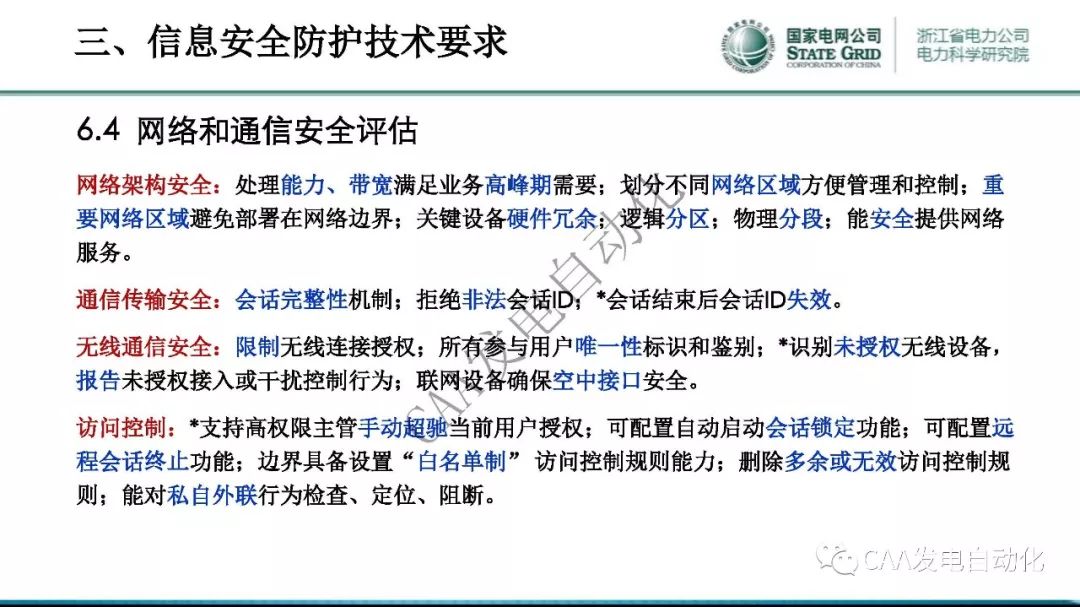 三、信息安全防护技术要求
国家电网公司
STATE GRID
CORPORATION OF CHINA
浙江省电力公司
电力科学研究院
6.4 网络和通信安全评估
网络架构安全：处理能力、带宽满足业务高峰期需要；划分不同网络区域方便管理和控制；重
要网络区域避免部署在网络边界；关键设备硬件冗余；逻辑分区；物理分段；能安全提供网络
服务。
通信传输安全：会话完整性机制；拒绝非法会话ID；*会话结束后会话ID失效。
无线通信安全：限制无线连接授权；所有参与用户唯一性标识和鉴别；*识别未授权无线设备，
报告未授权接入或干扰控制行为；联网设备确保空中接口安全。
访问控制：*支持高权限主管手动超驰当前用户授权；可配置自动启动会话锁定功能；可配置远
程会话终止功能；边界具备设置“白名单制” 访问控制规则能力；删除多余或无效访问控制规
则；能对私自外联行为检查、定位、阻断。
CAA发电自动化
CAA发电自动化